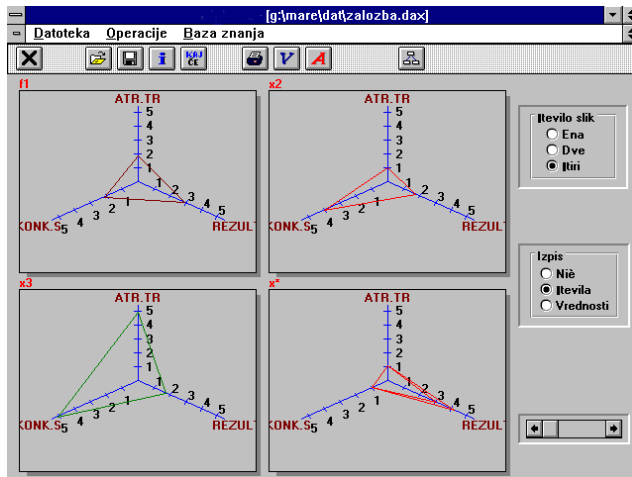 [g:\mare\dat\zalozba.dax]
Datoteka Operacije Baza znanja
KAJ ČE
V A
f1
ATR.TR
5
4
3
2
1
1 2 3 4 5
5 4 3 2 1
KONK.S
REZUL
x2
ATR.TR
5
4
3
2
1
1 2 3 4 5
5 4 3 2 1
KONK.S
REZUL
Itevilo slik
Ena
Dve
Itiri
x3
ATR.TR
5
4
3
2
1
1 2 3 4 5
5 4 3 2 1
KONK.S
REZUL
x*
ATR.TR
5
4
3
2
1
1 2 3 4 5
5 4 3 2 1
KONK.S
REZUL
Izpis
Niè
Itevila
Vrednosti